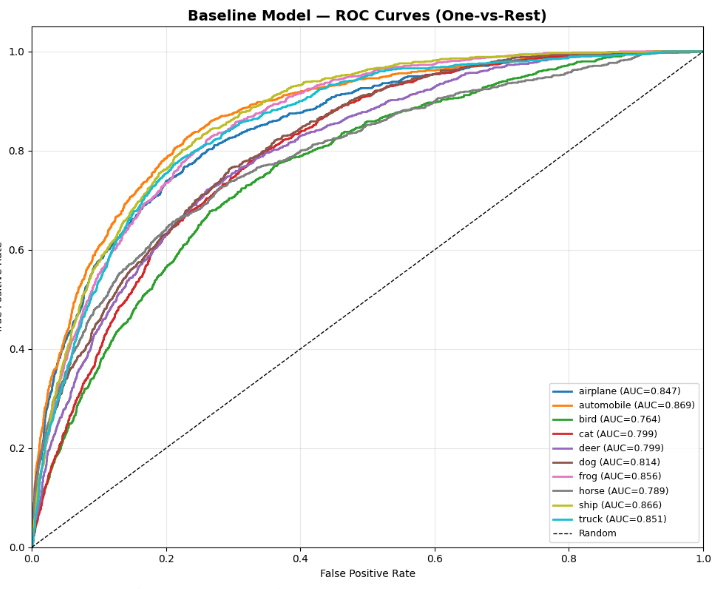 Baseline Model — ROC Curves (One-vs-Rest)
1.0
0.8
0.6
0.4
0.2
0.0
0.0 0.2 0.4 0.6 0.8 1.0
False Positive Rate
airplane (AUC=0.847)
automobile (AUC=0.869)
bird (AUC=0.764)
cat (AUC=0.799)
deer (AUC=0.799)
dog (AUC=0.814)
frog (AUC=0.856)
horse (AUC=0.789)
ship (AUC=0.866)
truck (AUC=0.851)
Random